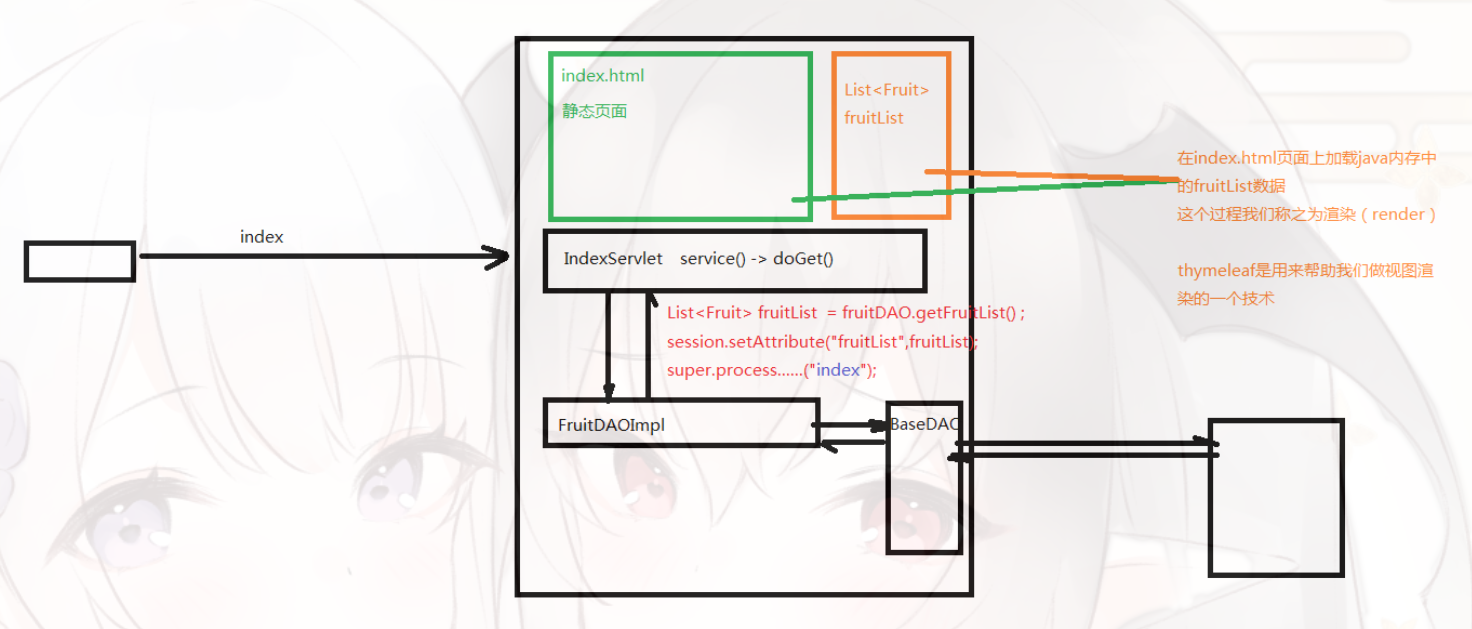 index.html
静态页面
List<Fruit>
fruitList
在index.html页面上加载java内存中
的fruitList数据
这个过程我们称之为渲染（render）
thymeleaf是用来帮助我们做视图渲
染的一个技术
index
IndexServlet service() -> doGet()
List<Fruit> fruitList = fruitDAO.getFruitList() ;
session.setAttribute("fruitList",fruitList);
super.process......("index");
FruitDAOImpl
BaseDAO